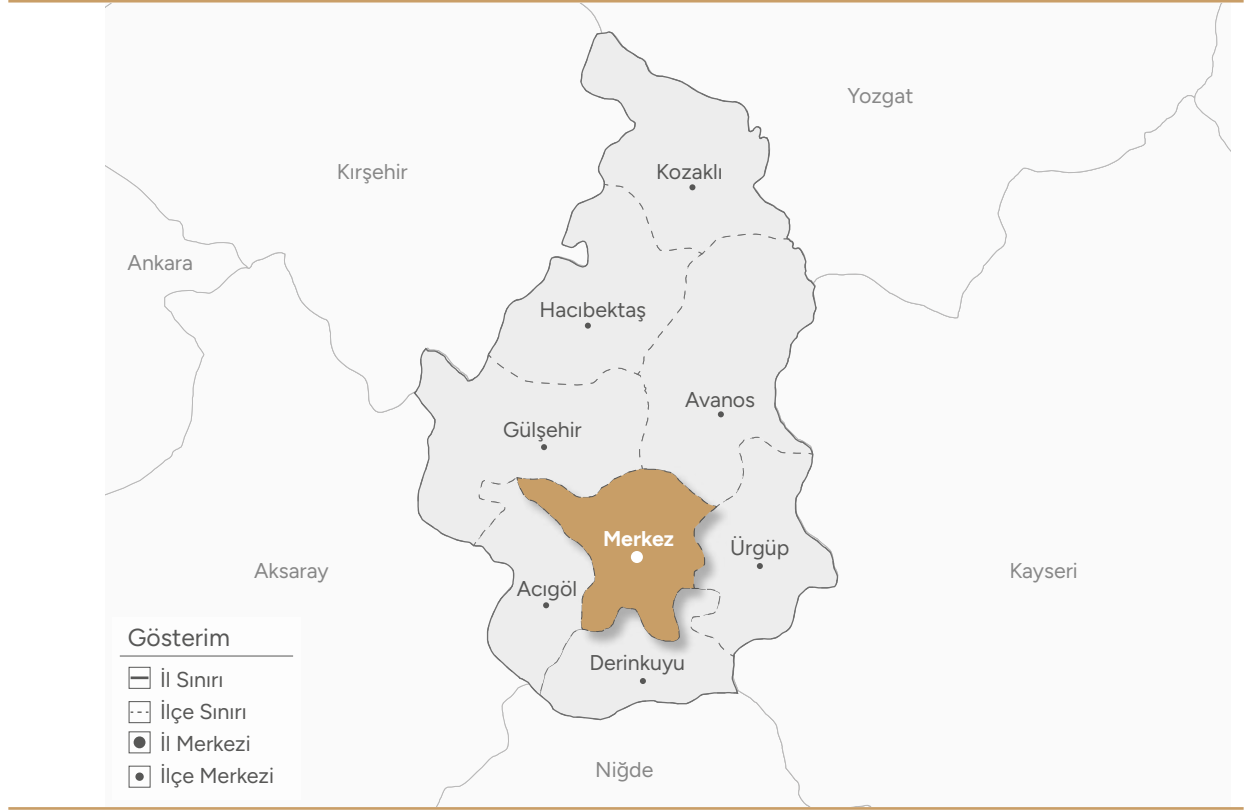 Yozgat
Kırşehir
Kozaklı
Ankara
Hacıbektaş
Avanos
Gülşehir
Merkez
Ürgüp
Aksaray
Kayseri
Acıgöl
Gösterim
Derinkuyu
İl Sınırı
İlçe Sınırı
İl Merkezi
Niğde
İlçe Merkezi